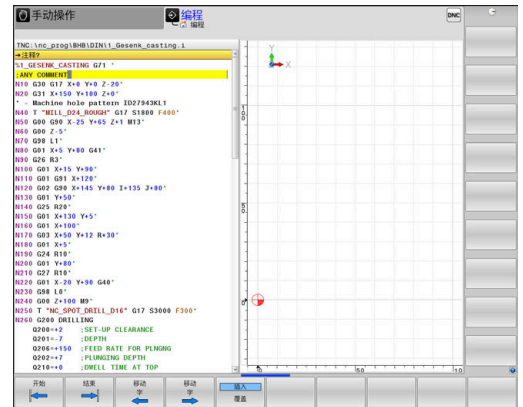 手动操作
编程
编程
DNC
TNC:\nc_prog\BHB\DIN\1_Gesenk_casting.i
→注释?
%1_GESENK_CASTING G71 *
;ANY COMMENT
N10 G30 G17 X+0 Y+0 Z-20*
N20 G31 X+150 Y+100 Z+0*
* - Machine hole pattern ID27943KL1
N40 T "MILL_D24_ROUGH" G17 S1800 F400*
N50 G00 G90 X-25 Y+65 Z+1 M13*
N60 G00 Z-5*
N70 G98 L1*
N80 G01 X+5 Y+80 G41*
N90 G26 R3*
N100 G01 X+15 Y+90*
N110 G01 G91 X+120*
N120 G02 G90 X+145 Y+80 I+135 J+80*
N130 G01 Y+50*
N140 G25 R20*
N150 G01 X+130 Y+5*
N160 G01 X+100*
N170 G03 X+50 Y+12 R+30*
N180 G01 X+5*
N190 G24 R10*
N200 G01 Y+80*
N210 G27 R10*
N220 G01 X-20 Y+90 G40*
N230 G98 L0*
N240 G00 Z+100 M9*
N250 T "NC_SPOT_DRILL_D16" G17 S3000 F300*
N260 G200 DRILLING
Q200=+2 ;SET-UP CLEARANCE
Q201=-7 ;DEPTH
Q206=+150 ;FEED RATE FOR PLNGNG
Q202=+7 ;PLUNGING DEPTH
Q210=+0 ;DWELL TIME AT TOP
Y
X
100
50
0
0
50
10
开始
结束
移动
字
移动
字
插入
覆盖